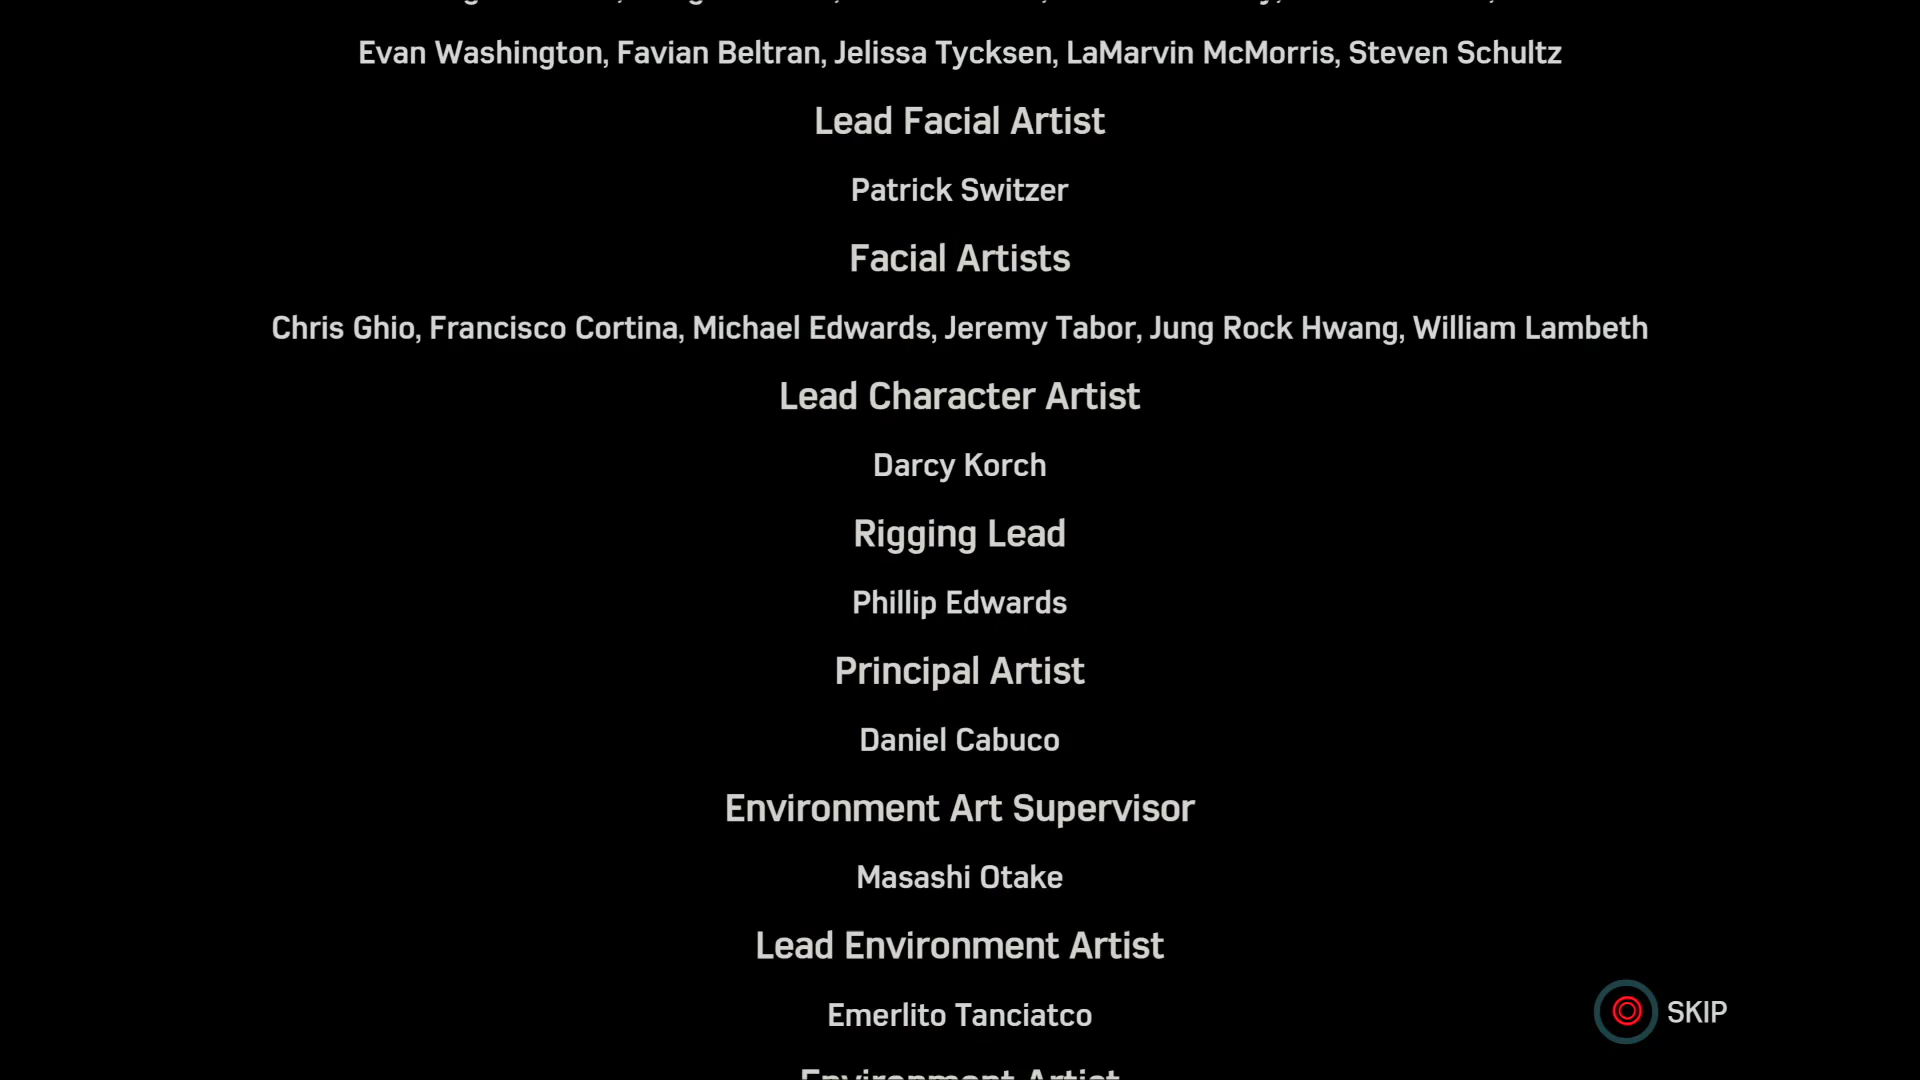 Evan Washington, Favian Beltran, Jelissa Tycksen, LaMarvin McMorris, Steven Schultz
Lead Facial Artist
Patrick Switzer
Facial Artists
Chris Ghio, Francisco Cortina, Michael Edwards, Jeremy Tabor, Jung Rock Hwang, William Lambeth
Lead Character Artist
Darcy Korch
Rigging Lead
Phillip Edwards
Principal Artist
Daniel Cabuco
Environment Art Supervisor
Masashi Otake
Lead Environment Artist
Emerlito Tanciatco
SKIP
Environment Artist